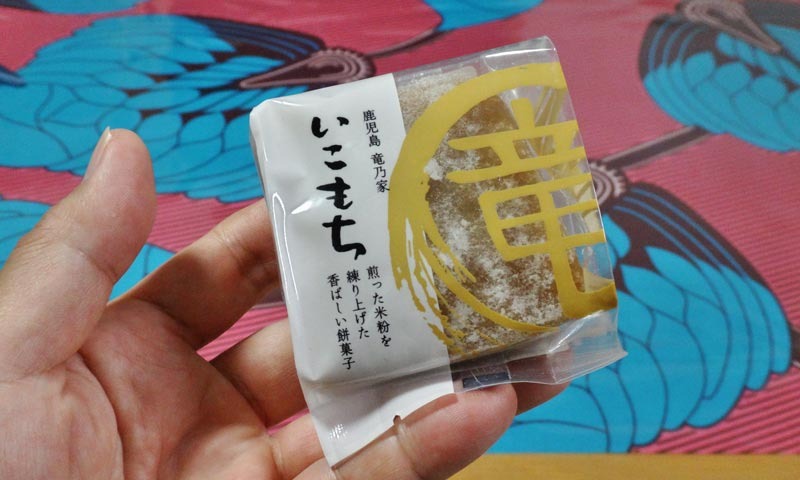 鹿児島 竜乃家
いこもち
煎った米粉を
練り上げた
香ばしい餅菓子
竜